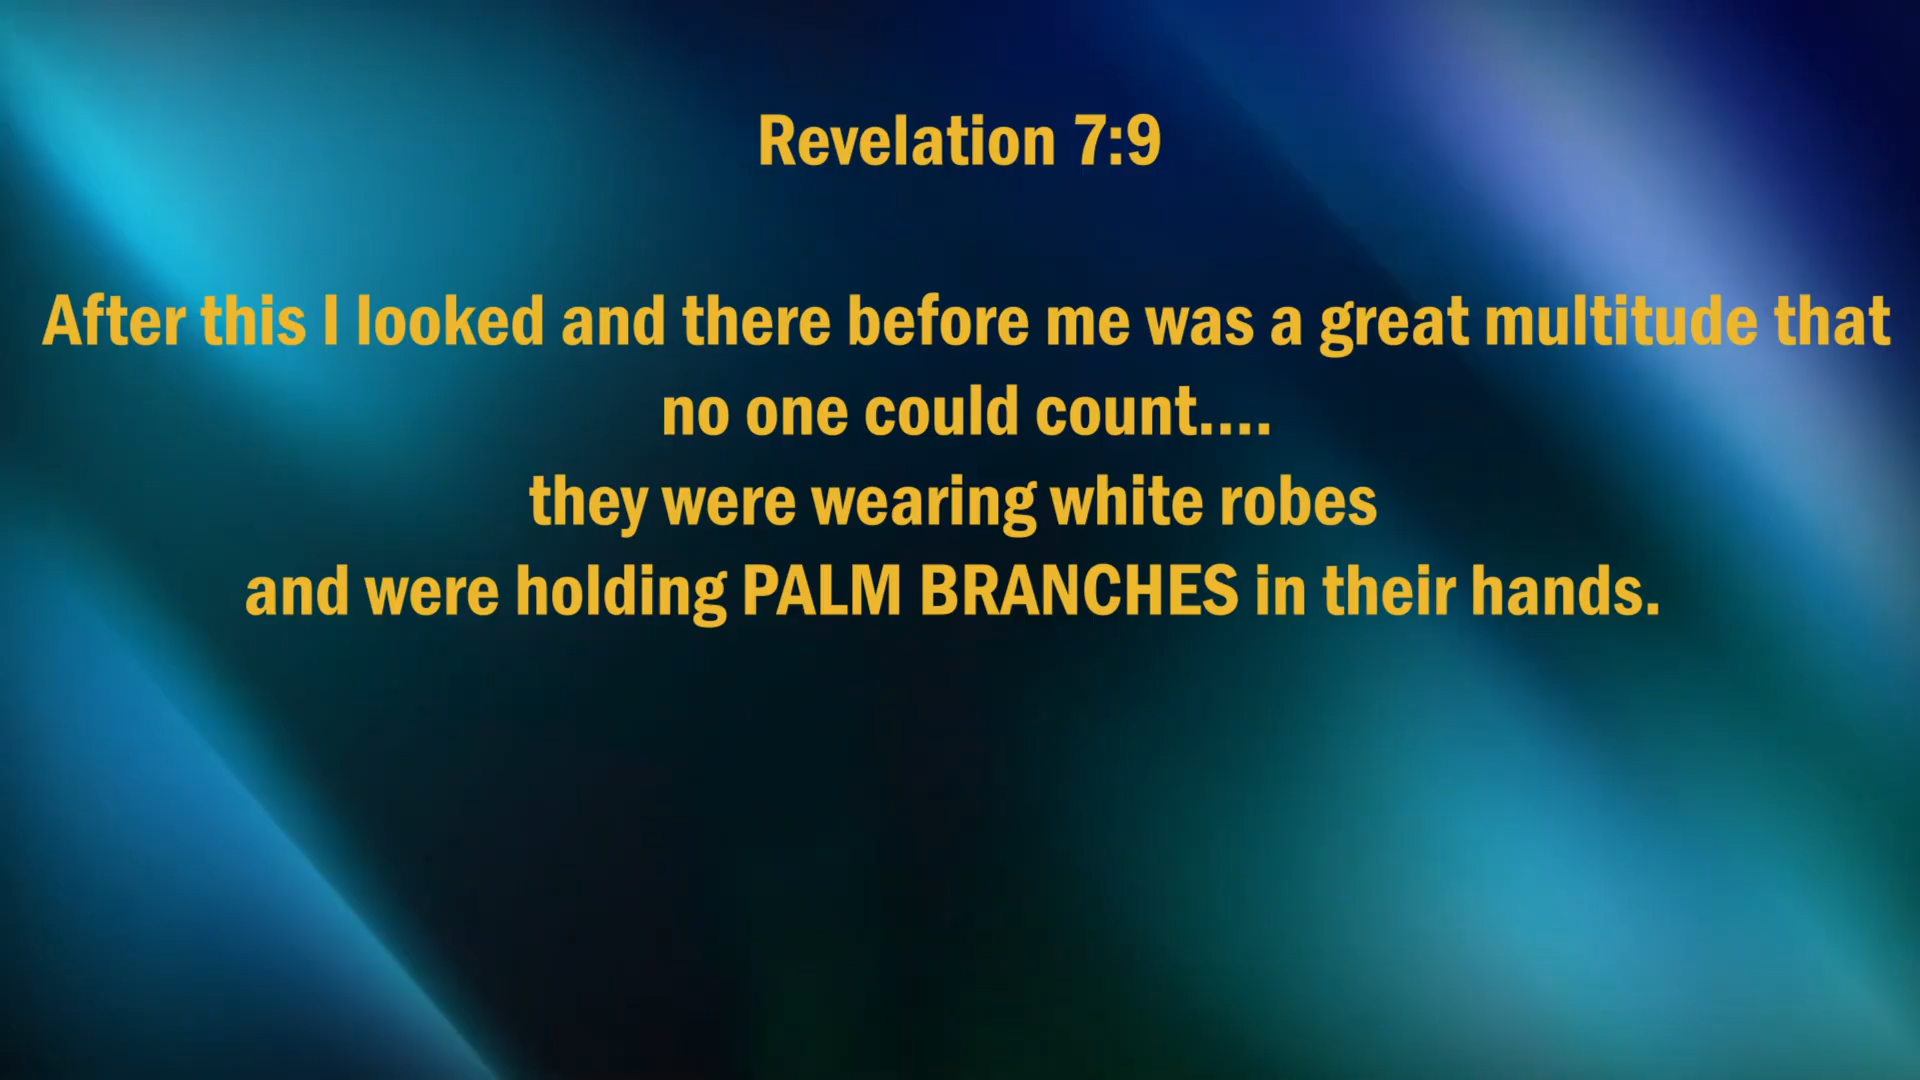 Revelation 7:9
After this I looked and there before me was a great multitude that
no one could count....
they were wearing white robes
and were holding PALM BRANCHES in their hands.